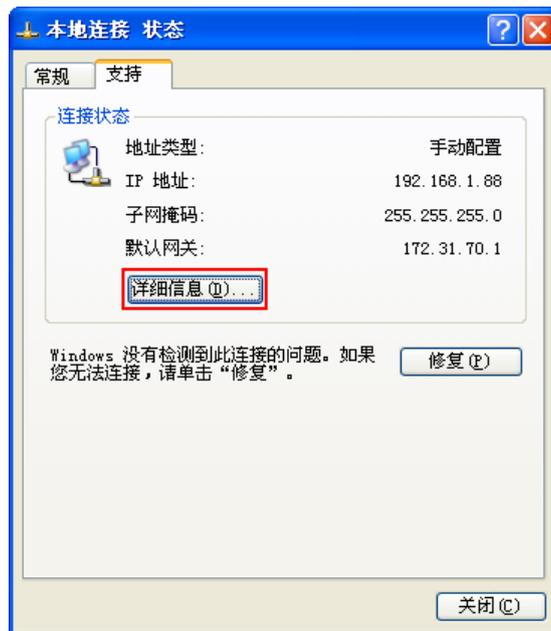 本地连接 状态
常规 支持
连接状态
地址类型: 手动配置
IP 地址: 192.168.1.88
子网掩码: 255.255.255.0
默认网关: 172.31.70.1
详细信息(D)...
Windows 没有检测到此连接的问题。如果
您无法连接,请单击“修复”。
修复(P)
关闭(C)